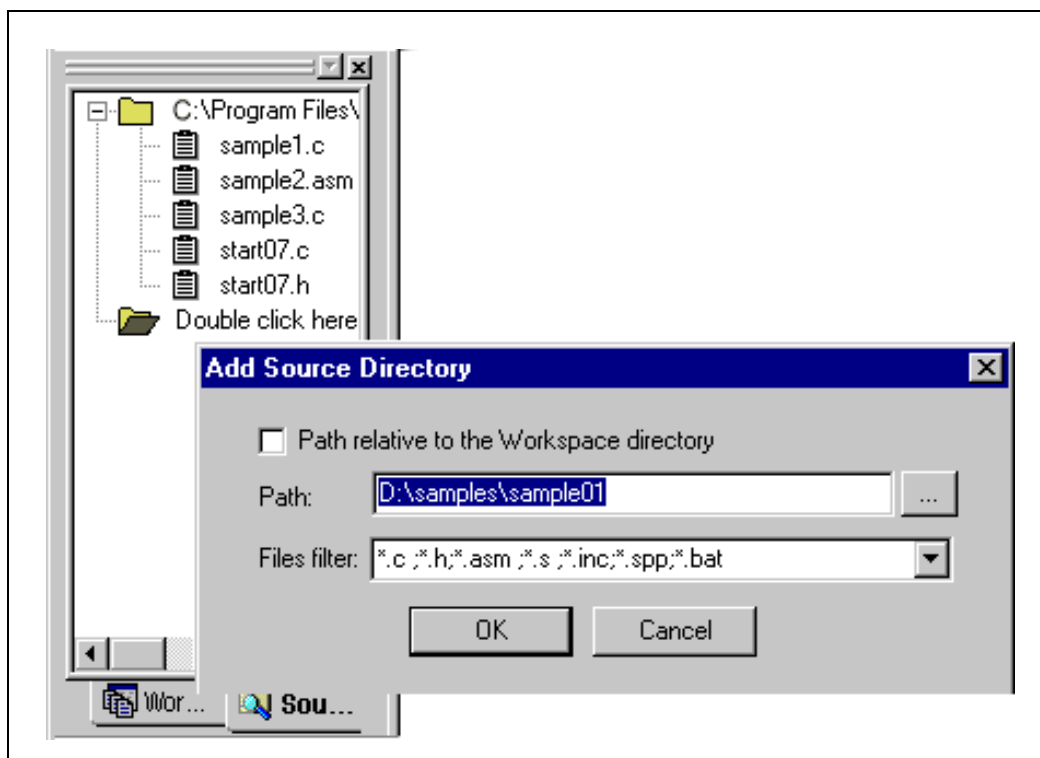 C:\Program Files\
sample1.c
sample2.asm
sample3.c
start07.c
start07.h
Double click here
Add Source Directory
Path relative to the Workspace directory
Path: D:\samples\sample01 ...
Files filter: *.c ;*.h;*.asm ;*.s ;*.inc;*.spp;*.bat
OK Cancel
Wor... Sou...